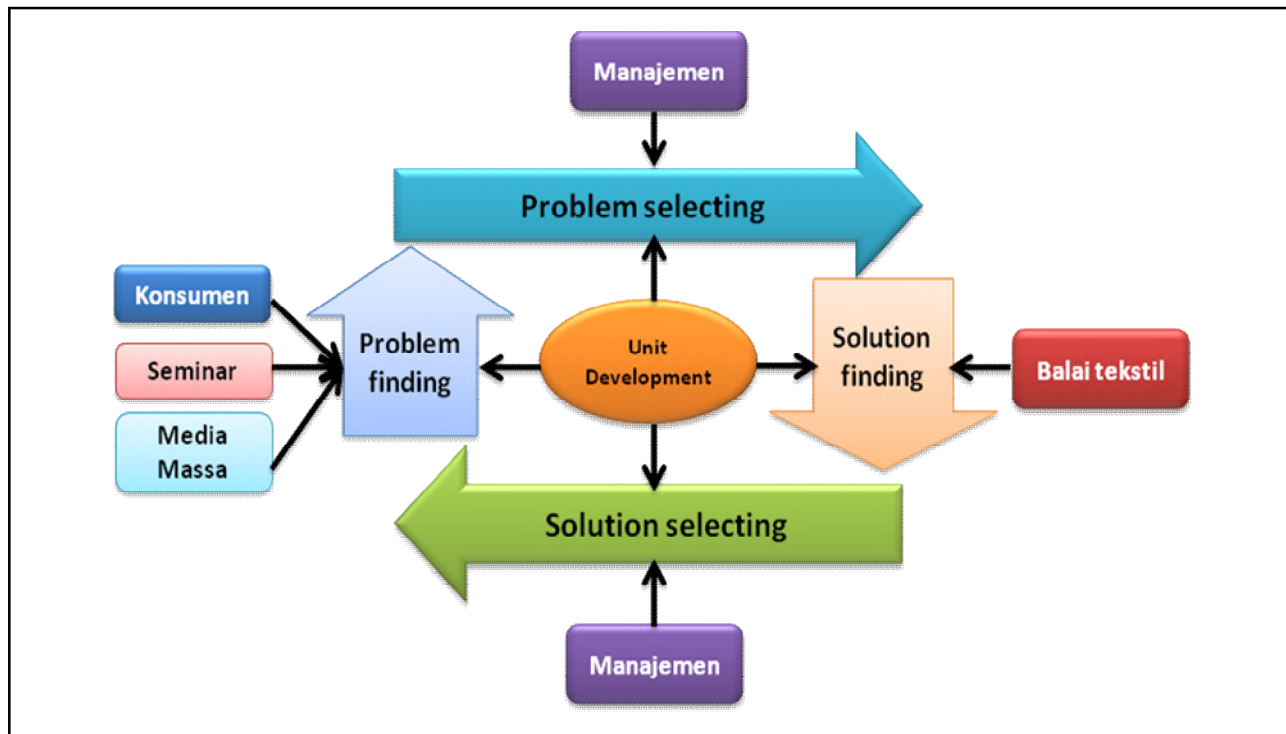 Manajemen
Problem selecting
Konsumen
Seminar
Media
Massa
Problem
finding
Unit
Development
Solution
finding
Balai tekstil
Solution selecting
Manajemen